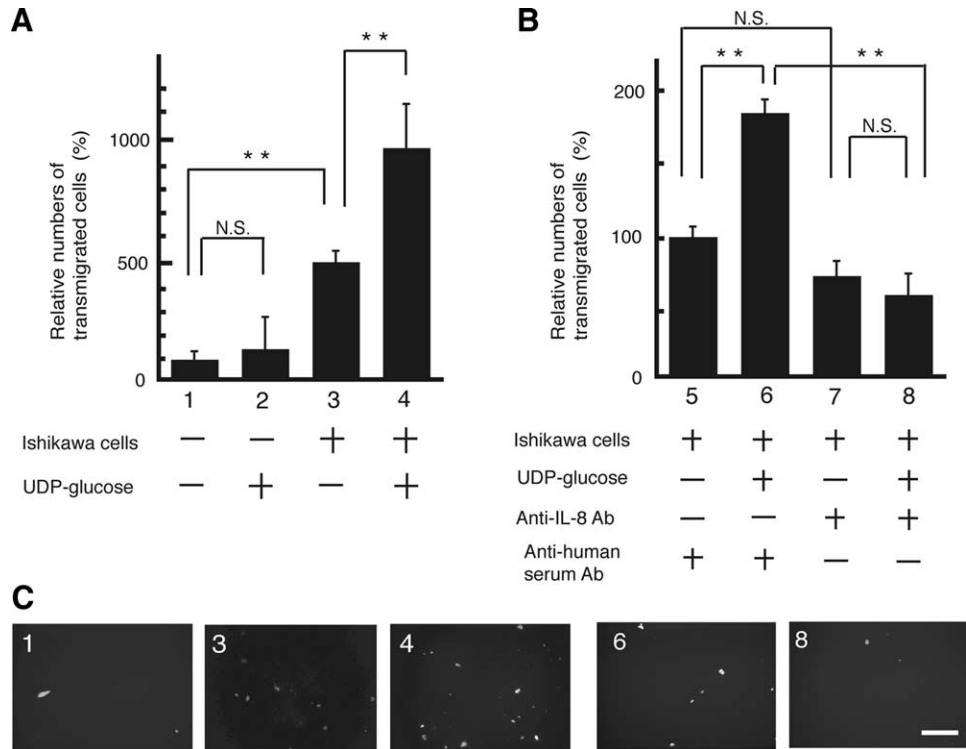 A
Relative numbers of
transmigrated cells (%)
1000
500
0
* *
* *
N.S.
1 2 3 4
Ishikawa cells − − + +
UDP-glucose − + − +
B
Relative numbers of
transmigrated cells (%)
200
100
0
N.S.
* *
* *
N.S.
5 6 7 8
Ishikawa cells + + + +
UDP-glucose − + − +
Anti-IL-8 Ab − − + +
Anti-human
serum Ab + + − −
C
1 3 4 6 8